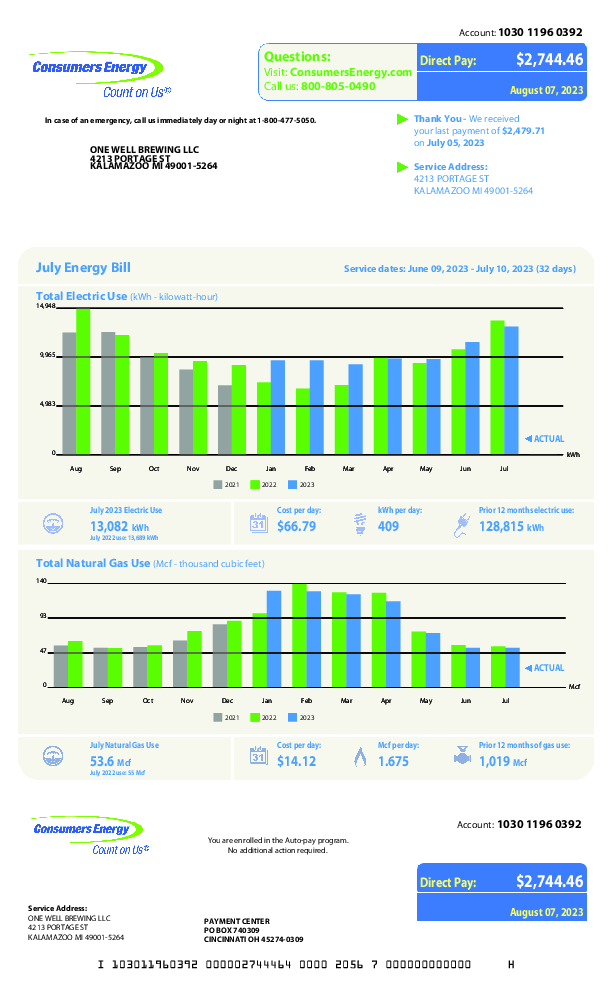 Account: 1030 1196 0392
Consumers Energy
Count on Us®
Questions:
Visit: ConsumersEnergy.com
Call us: 800-805-0490
Direct Pay: $2,744.46
August 07, 2023
In case of an emergency, call us immediately day or night at 1-800-477-5050.
Thank You - We received
your last payment of $2,479.71
on July 05, 2023
ONE WELL BREWING LLC
4213 PORTAGE ST
KALAMAZOO MI 49001-5264
Service Address:
4213 PORTAGE ST
KALAMAZOO MI 49001-5264
July Energy Bill
Service dates: June 09, 2023 - July 10, 2023 (32 days)
Total Electric Use (kWh - kilowatt-hour)
14,948
9,965
4,983
0
ACTUAL
kWh
Aug Sep Oct Nov Dec Jan Feb Mar Apr May Jun Jul
2021 2022 2023
July 2023 Electric Use
13,082 kWh
July 2022 use: 13,689 kWh
31
Cost per day:
$66.79
kWh per day:
409
Prior 12 months electric use:
128,815 kWh
Total Natural Gas Use (Mcf - thousand cubic feet)
140
93
47
0
ACTUAL
Mcf
Aug Sep Oct Nov Dec Jan Feb Mar Apr May Jun Jul
2021 2022 2023
July Natural Gas Use
53.6 Mcf
July 2022 use: 55 Mcf
31
Cost per day:
$14.12
Mcf per day:
1.675
Prior 12 months of gas use:
1,019 Mcf
Consumers Energy
Count on Us®
You are enrolled in the Auto-pay program.
No additional action required.
Account: 1030 1196 0392
Direct Pay: $2,744.46
August 07, 2023
Service Address:
ONE WELL BREWING LLC
4213 PORTAGE ST
KALAMAZOO MI 49001-5264
PAYMENT CENTER
PO BOX 740309
CINCINNATI OH 45274-0309
I 103011960392 000002744464 0000 2056 7 000000000000 H